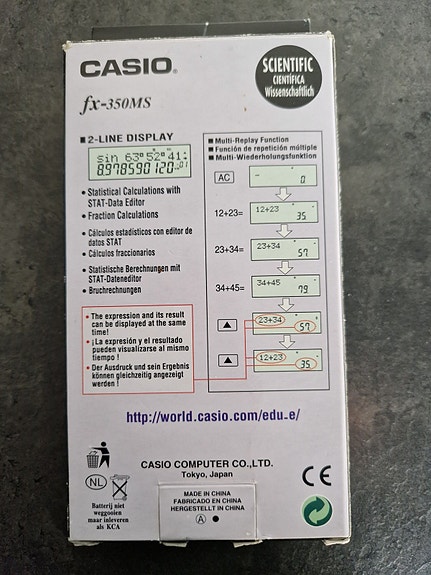 CASIO®
fx-350MS
SCIENTIFIC
CIENTÍFICA
Wissenschaftlich
■ 2-LINE DISPLAY
sin 63°52°41
8.978590120-01
• Statistical Calculations with
STAT-Data Editor
• Fraction Calculations
• Cálculos estadísticos con editor de
datos STAT
• Cálculos fraccionarios
• Statistische Berechnungen mit
STAT-Dateneditor
• Bruchrechnungen
• The expression and its result
can be displayed at the same
time!
• ¡La expresión y el resultado
pueden visualizarse al mismo
tiempo !
• Der Ausdruck und sein Ergebnis
können gleichzeitig angezeigt
werden !
■ Multi-Replay Function
■ Función de repetición múltiple
■ Multi-Wiederholungsfunktion
AC
0.
12+23=
12+23
35.
23+34=
23+34
57.
34+45=
34+45
79.
▲
23+34
57.
▲
12+23
35.
http://world.casio.com/edu_e/
NL
Batterij niet
weggooien
maar inleveren
als KCA
CASIO COMPUTER CO.,LTD.
Tokyo, Japan
MADE IN CHINA
FABRICADO EN CHINA
HERGESTELLT IN CHINA
A ●
CE